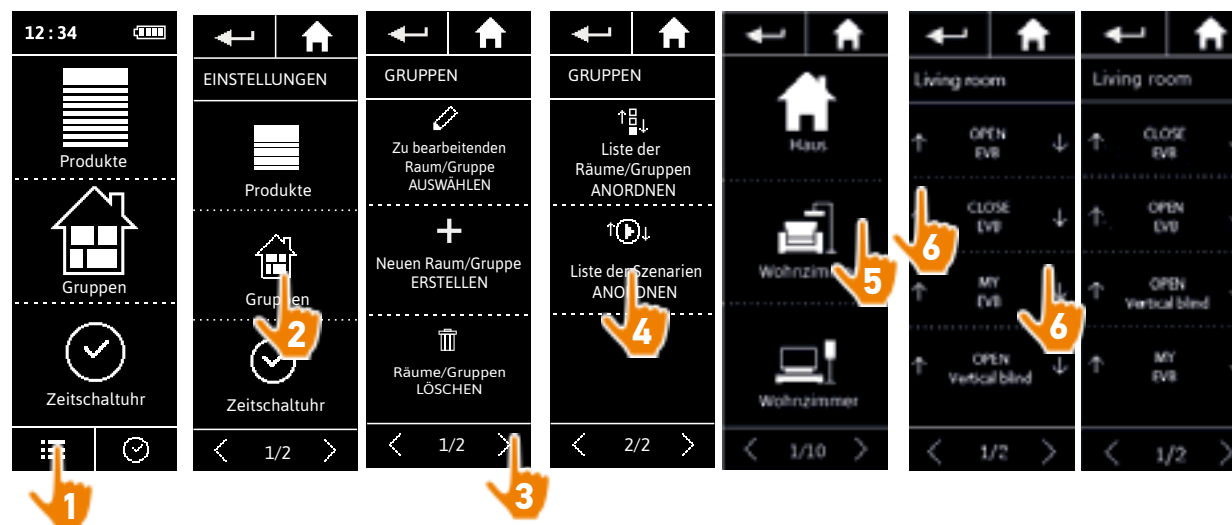 12:34
Produkte
Gruppen
Zeitschaltuhr
1
EINSTELLUNGEN
Produkte
Gruppen
2
Zeitschaltuhr
1/2
GRUPPEN
Zu bearbeitenden
Raum/Gruppe
AUSWÄHLEN
Neuen Raum/Gruppe
ERSTELLEN
Räume/Gruppen
LÖSCHEN
1/2
3
GRUPPEN
Liste der
Räume/Gruppen
ANORDNEN
Liste der Szenarien
ANORDNEN
4
2/2
Haus
Wohnzimmer
5
Wohnzimmer
1/10
Living room
OPEN
EVB
CLOSE
EVB
6
MY
EVB
6
OPEN
Vertical blind
1/2
Living room
CLOSE
EVB
OPEN
EVB
OPEN
Vertical blind
MY
EVB
1/2